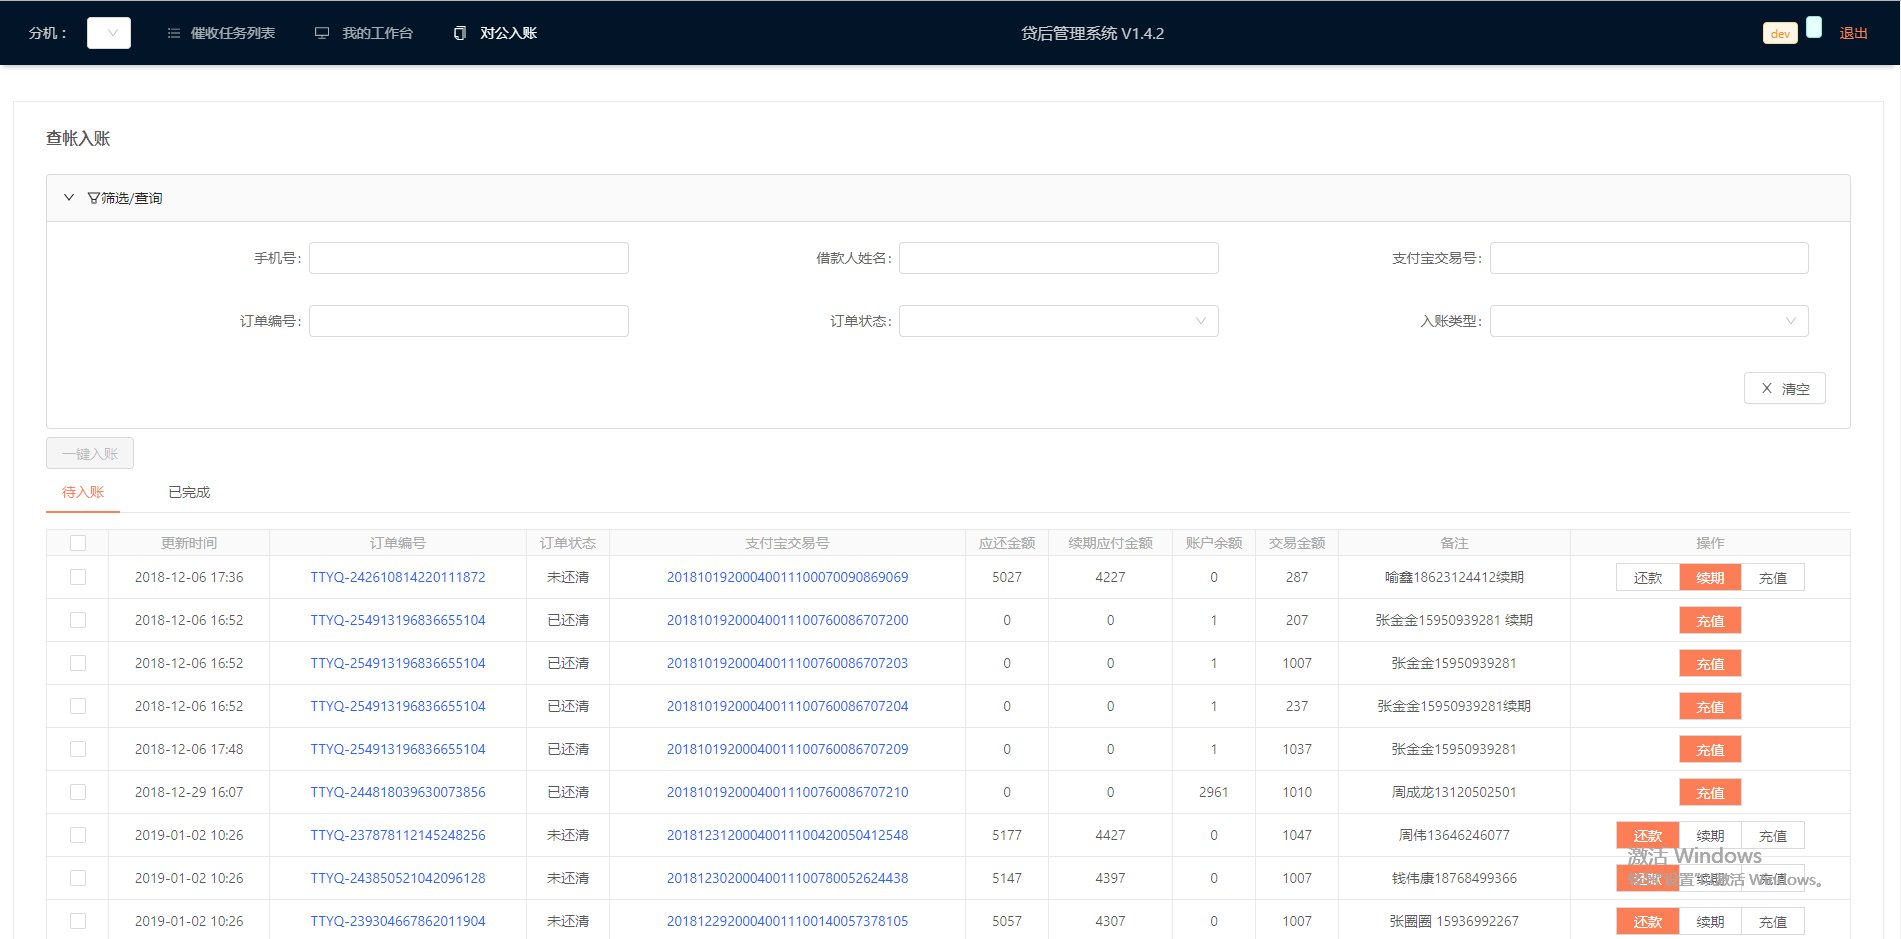 分机： 催收任务列表 我的工作台 对公入账 贷后管理系统 V1.4.2 dev 退出
查帐入账
筛选/查询
手机号: 借款人姓名: 支付宝交易号:
订单编号: 订单状态: 入账类型:
清空
一键入账
待入账 已完成
更新时间 订单编号 订单状态 支付宝交易号 应还金额 续期应付金额 账户余额 交易金额 备注 操作
2018-12-06 17:36 TTYQ-242610814220111872 未还清 20181019200040011100070090869069 5027 4227 0 287 喻鑫18623124412续期 还款 续期 充值
2018-12-06 16:52 TTYQ-254913196836655104 已还清 20181019200040011100760086707200 0 0 1 207 张金金15950939281 续期 充值
2018-12-06 16:52 TTYQ-254913196836655104 已还清 20181019200040011100760086707203 0 0 1 1007 张金金15950939281 充值
2018-12-06 16:52 TTYQ-254913196836655104 已还清 20181019200040011100760086707204 0 0 1 237 张金金15950939281续期 充值
2018-12-06 17:48 TTYQ-254913196836655104 已还清 20181019200040011100760086707209 0 0 1 1037 张金金15950939281 充值
2018-12-29 16:07 TTYQ-244818039630073856 已还清 20181019200040011100760086707210 0 0 2961 1010 周成龙13120502501 充值
2019-01-02 10:26 TTYQ-237878112145248256 未还清 20181231200040011100420050412548 5177 4427 0 1047 周伟13646246077 还款 续期 充值
激活 Windows
2019-01-02 10:26 TTYQ-243850521042096128 未还清 20181230200040011100780052624438 5147 4397 0 1007 钱伟康18768499366 还款 续期 充值
转到"设置"以激活 Windows。
2019-01-02 10:26 TTYQ-239304667862011904 未还清 20181229200040011100140057378105 5057 4307 0 1007 张圈圈 15936992267 还款 续期 充值